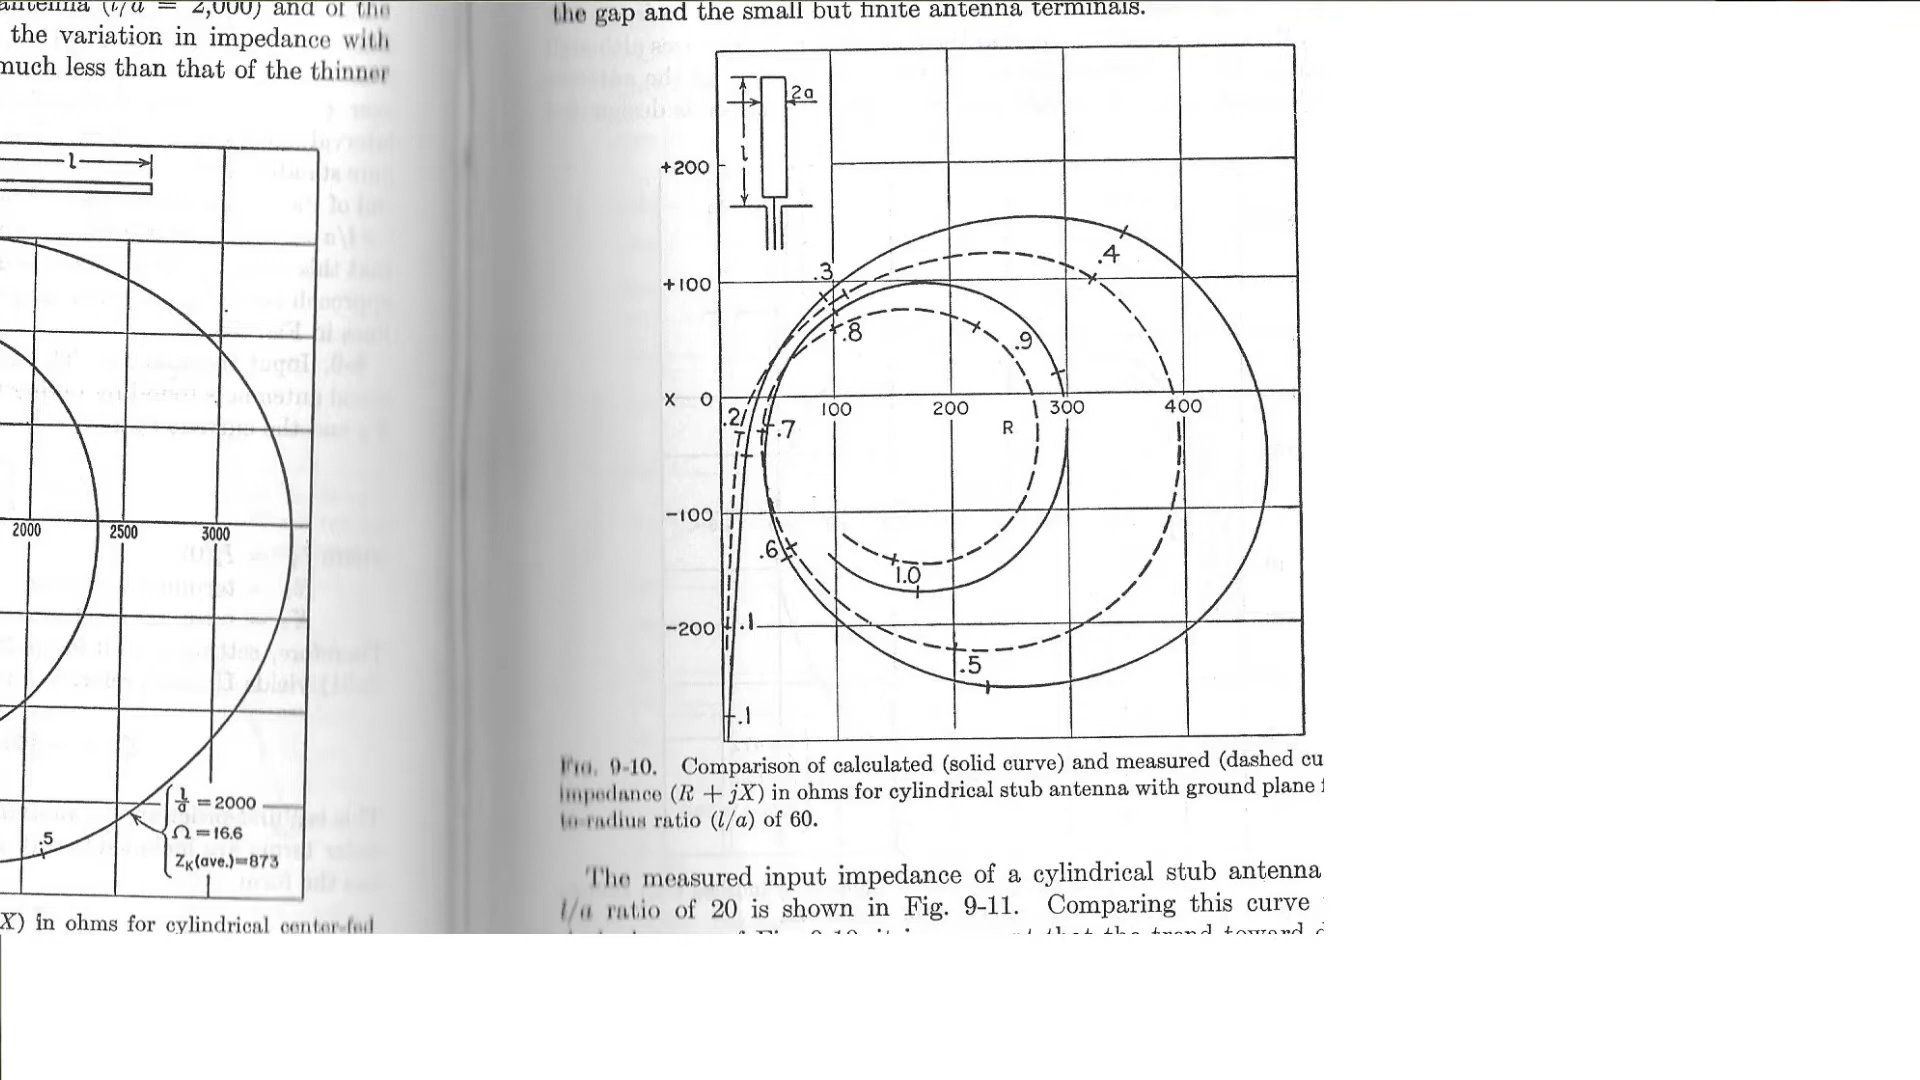 antenna (l/a = 2,000) and of the
the variation in impedance with
much less than that of the thinner
l
2000
2500
3000
l/a = 2000
Ω = 16.6
ZK(ave.)=873
.5
X) in ohms for cylindrical center-fed
the gap and the small but finite antenna terminals.
2a
l
+200
.4
.3
+100
.8
.9
X 0
100
200
300
400
.2
.7
R
-100
.6
1.0
-200
.1
.5
.1
Fig. 9-10. Comparison of calculated (solid curve) and measured (dashed cu
impedance (R + jX) in ohms for cylindrical stub antenna with ground plane
to-radius ratio (l/a) of 60.
The measured input impedance of a cylindrical stub antenna
l/a ratio of 20 is shown in Fig. 9-11. Comparing this curve
that the trend toward